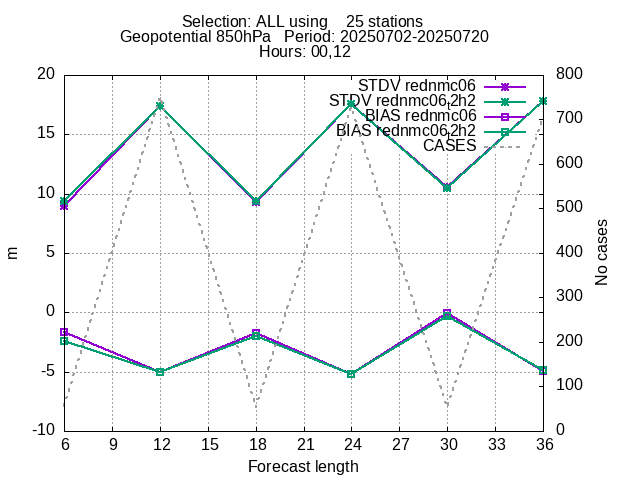 Selection: ALL using 25 stations
Geopotential 850hPa Period: 20250702-20250720
Hours: 00,12
STDV rednmc06
STDV rednmc06t2h2
BIAS rednmc06
BIAS rednmc06t2h2
CASES
20
15
10
5
0
-5
-10
m
800
700
600
500
400
300
200
100
0
No cases
6 9 12 15 18 21 24 27 30 33 36
Forecast length